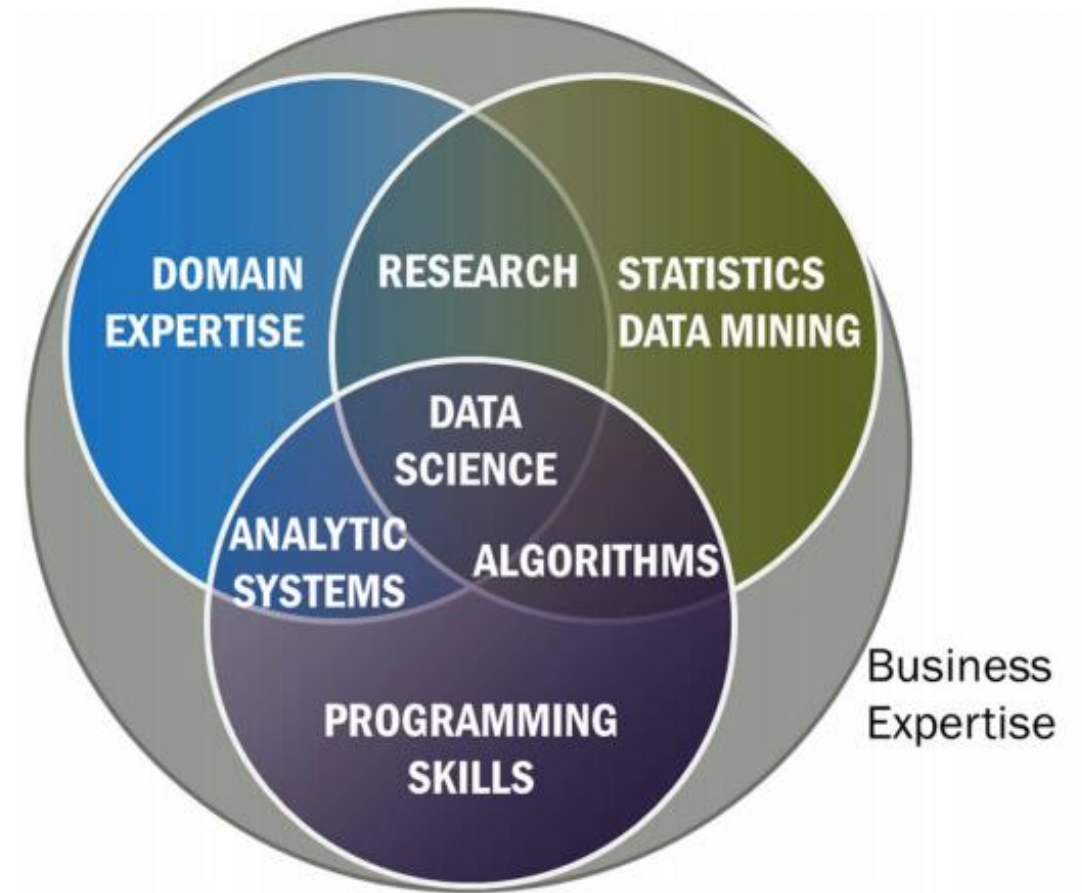 DOMAIN
EXPERTISE
RESEARCH
STATISTICS
DATA MINING
DATA
SCIENCE
ANALYTIC
SYSTEMS
ALGORITHMS
PROGRAMMING
SKILLS
Business
Expertise